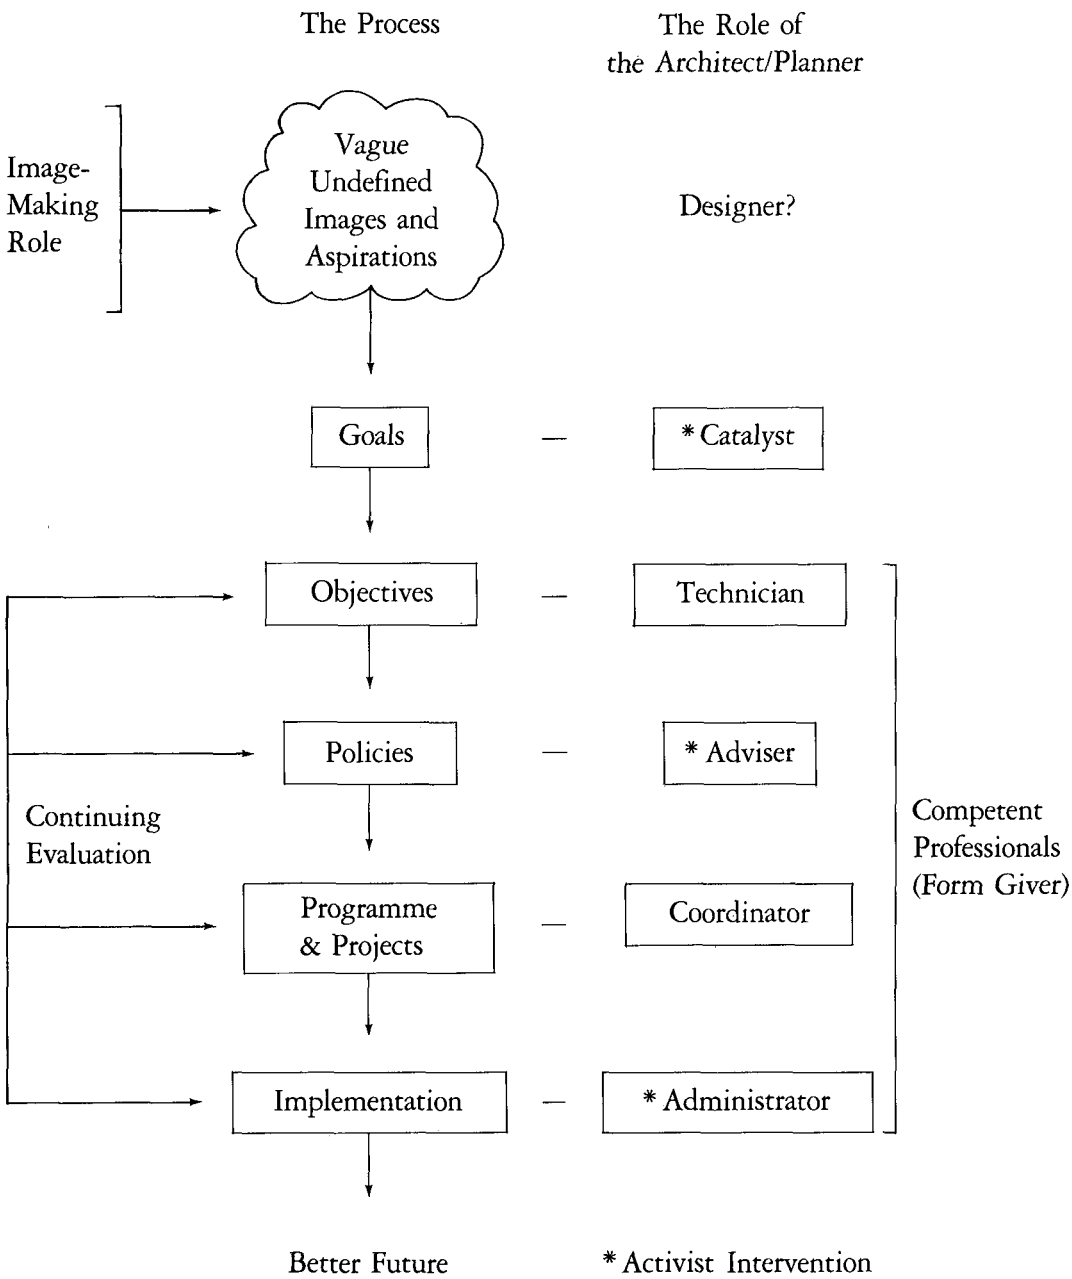 The Process
The Role of
the Architect/Planner
Image-
Making
Role
Vague
Undefined
Images and
Aspirations
Designer?
Goals
—
* Catalyst
Objectives
—
Technician
Policies
—
* Adviser
Continuing
Evaluation
Competent
Professionals
(Form Giver)
Programme
& Projects
—
Coordinator
Implementation
—
* Administrator
Better Future
* Activist Intervention